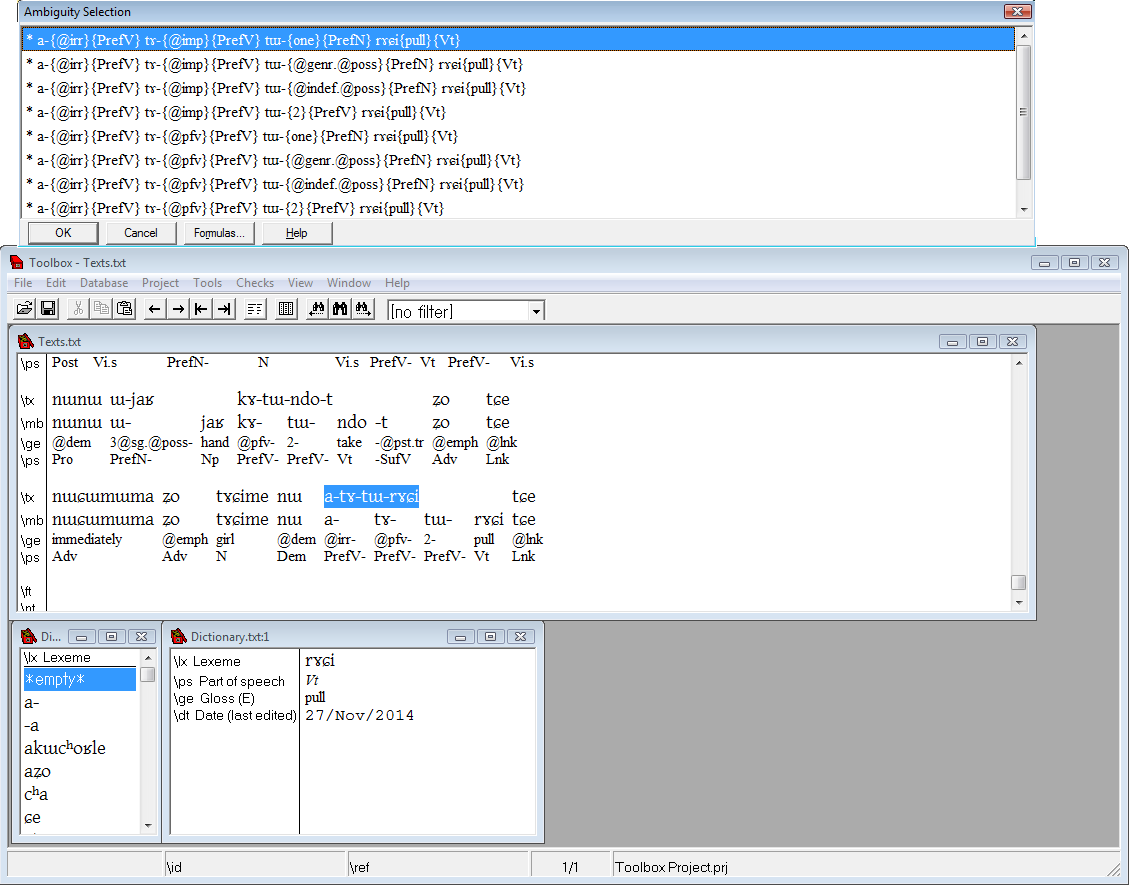 Ambiguity Selection
* a-{@irr}{PrefV} tɤ-{@imp}{PrefV} tɯ-{one}{PrefN} rɤɕi{pull}{Vt}
* a-{@irr}{PrefV} tɤ-{@imp}{PrefV} tɯ-{@genr.@poss}{PrefN} rɤɕi{pull}{Vt}
* a-{@irr}{PrefV} tɤ-{@imp}{PrefV} tɯ-{@indef.@poss}{PrefN} rɤɕi{pull}{Vt}
* a-{@irr}{PrefV} tɤ-{@imp}{PrefV} tɯ-{2}{PrefV} rɤɕi{pull}{Vt}
* a-{@irr}{PrefV} tɤ-{@pfv}{PrefV} tɯ-{one}{PrefN} rɤɕi{pull}{Vt}
* a-{@irr}{PrefV} tɤ-{@pfv}{PrefV} tɯ-{@genr.@poss}{PrefN} rɤɕi{pull}{Vt}
* a-{@irr}{PrefV} tɤ-{@pfv}{PrefV} tɯ-{@indef.@poss}{PrefN} rɤɕi{pull}{Vt}
* a-{@irr}{PrefV} tɤ-{@pfv}{PrefV} tɯ-{2}{PrefV} rɤɕi{pull}{Vt}
OK Cancel Formulas... Help
Toolbox - Texts.txt
File Edit Database Project Tools Checks View Window Help
[no filter]
Texts.txt
\ps Post Vi.s PrefN- N Vi.s PrefV- Vt PrefV- Vi.s
\tx nɯnɯ ɯ-jaʁ kɤ-tɯ-ndo-t ʑo tɕe
\mb nɯnɯ ɯ- jaʁ kɤ- tɯ- ndo -t ʑo tɕe
\ge @dem 3@sg.@poss- hand @pfv- 2- take -@pst.tr @emph @lnk
\ps Pro PrefN- Np PrefV- PrefV- Vt -SufV Adv Lnk
\tx nɯɕɯmɯma ʑo tɤɕime nɯ a-tɤ-tɯ-rɤɕi tɕe
\mb nɯɕɯmɯma ʑo tɤɕime nɯ a- tɤ- tɯ- rɤɕi tɕe
\ge immediately @emph girl @dem @irr- @pfv- 2- pull @lnk
\ps Adv Adv N Dem PrefV- PrefV- PrefV- Vt Lnk
\ft
\nt
Di...
\lx Lexeme
*empty*
a-
-a
akɯcʰoʁle
aʑo
cʰa
ɕe
Dictionary.txt:1
\lx Lexeme rɤɕi
\ps Part of speech Vt
\ge Gloss (E) pull
\dt Date (last edited) 27/Nov/2014
\id \ref 1/1 Toolbox Project.prj